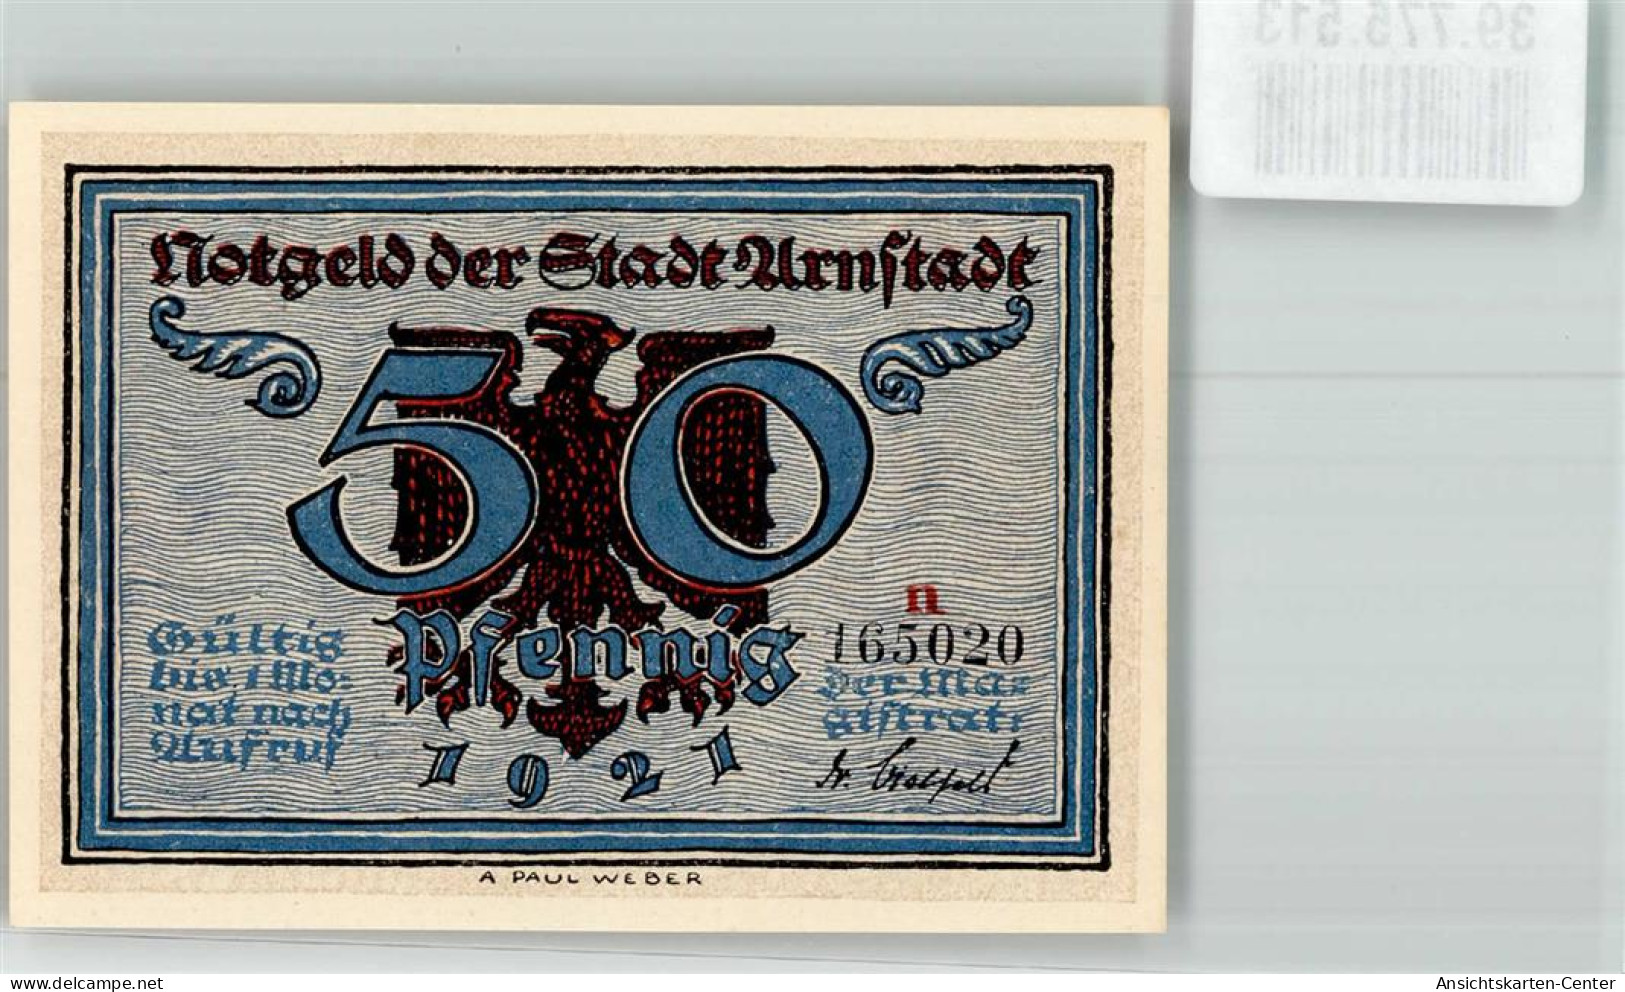 39.775.513
Notgeld der Stadt Arnstadt
50
Pfennig
n
165020
Gültig
bis 1 Mo-
nat nach
Aufruf
Der Ma-
gistrat:
1921
Dr.
A PAUL WEBER
delcampe.net
Ansichtskarten-Center